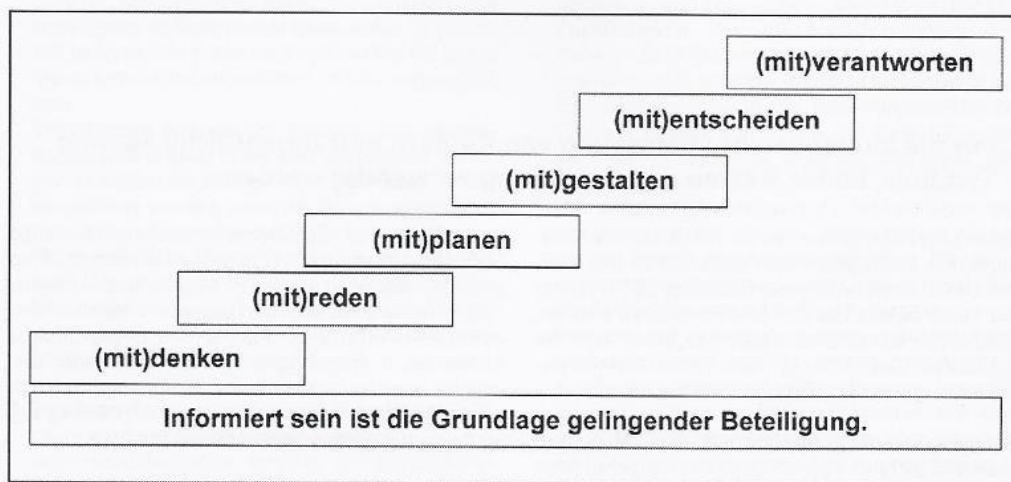 (mit)verantworten
(mit)entscheiden
(mit)gestalten
(mit)planen
(mit)reden
(mit)denken
Informiert sein ist die Grundlage gelingender Beteiligung.